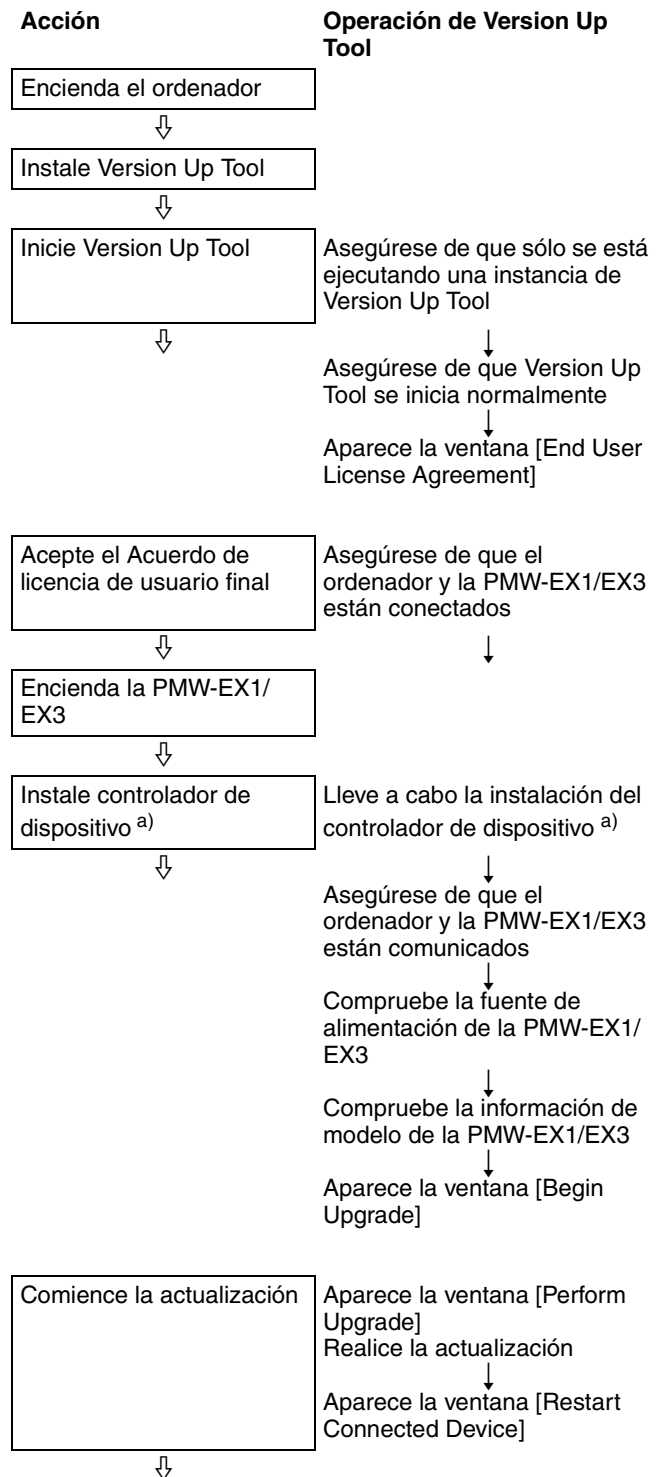 Acción
Operación de Version Up
Tool
Encienda el ordenador
Instale Version Up Tool
Inicie Version Up Tool
Asegúrese de que sólo se está
ejecutando una instancia de
Version Up Tool
Asegúrese de que Version Up
Tool se inicia normalmente
Aparece la ventana [End User
License Agreement]
Acepte el Acuerdo de
licencia de usuario final
Asegúrese de que el
ordenador y la PMW-EX1/EX3
están conectados
Encienda la PMW-EX1/
EX3
Instale controlador de
dispositivo a)
Lleve a cabo la instalación del
controlador de dispositivo a)
Asegúrese de que el
ordenador y la PMW-EX1/EX3
están comunicados
Compruebe la fuente de
alimentación de la PMW-EX1/
EX3
Compruebe la información de
modelo de la PMW-EX1/EX3
Aparece la ventana [Begin
Upgrade]
Comience la actualización
Aparece la ventana [Perform
Upgrade]
Realice la actualización
Aparece la ventana [Restart
Connected Device]